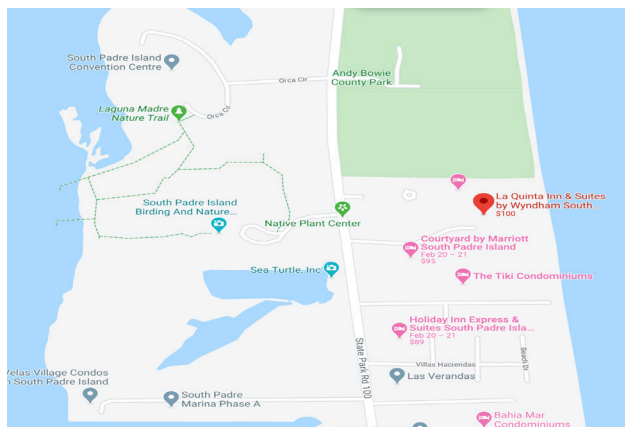 South Padre Island
Convention Centre
Orca Cir
Andy Bowie
County Park
Laguna Madre
Nature Trail
Orca Cir
La Quinta Inn & Suites
by Wyndham South...
$100
South Padre Island
Birding And Nature...
Native Plant Center
Courtyard by Marriott
South Padre Island
Feb 20 – 21
$95
Sea Turtle, Inc
The Tiki Condominiums
Holiday Inn Express &
Suites South Padre Isla...
Feb 20 – 21
$89
State Park Rd 100
Beach Dr
Villas Haciendas
Las Verandas
Velas Village Condos
n South Padre Island
South Padre
Marina Phase A
Bahia Mar
Condominiums